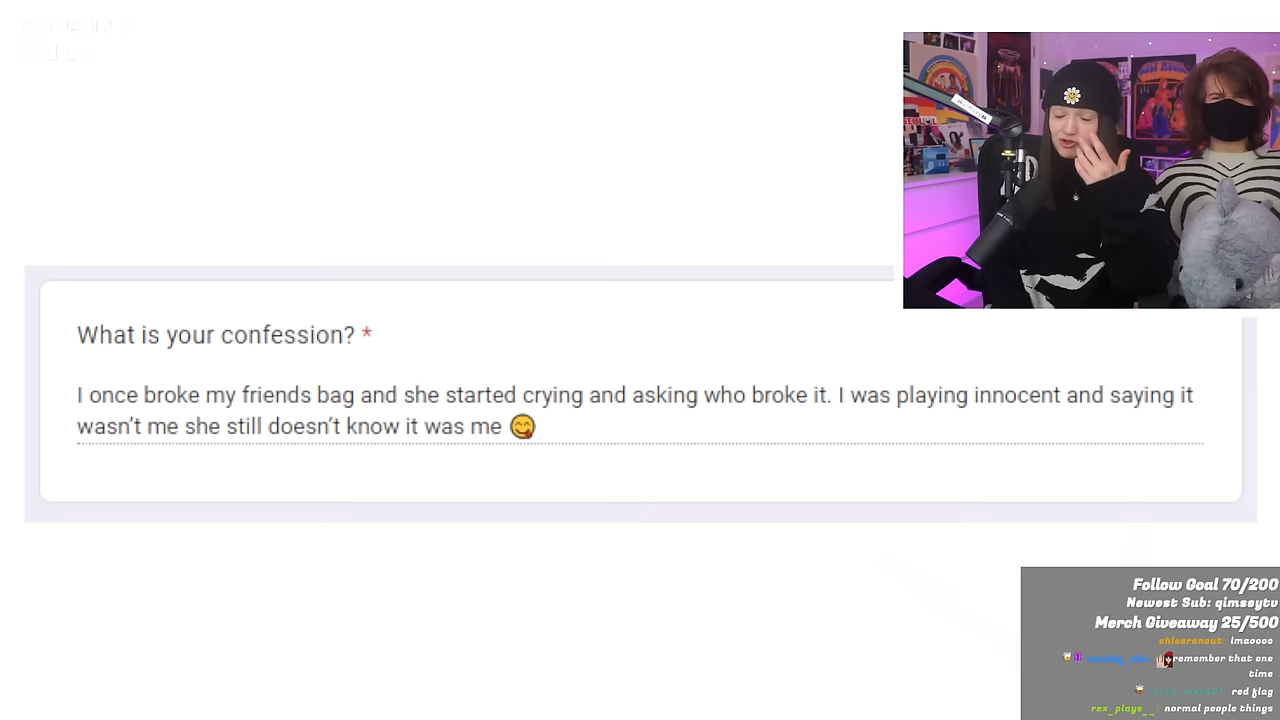 What is your confession? *
I once broke my friends bag and she started crying and asking who broke it. I was playing innocent and saying it
wasn’t me she still doesn’t know it was me 😋
Follow Goal 70/200
Newest Sub: qimseytv
Merch Giveaway 25/500
chloeranout: lmaoooo
remember that one
time
red flag
rex_plays__: normal people things